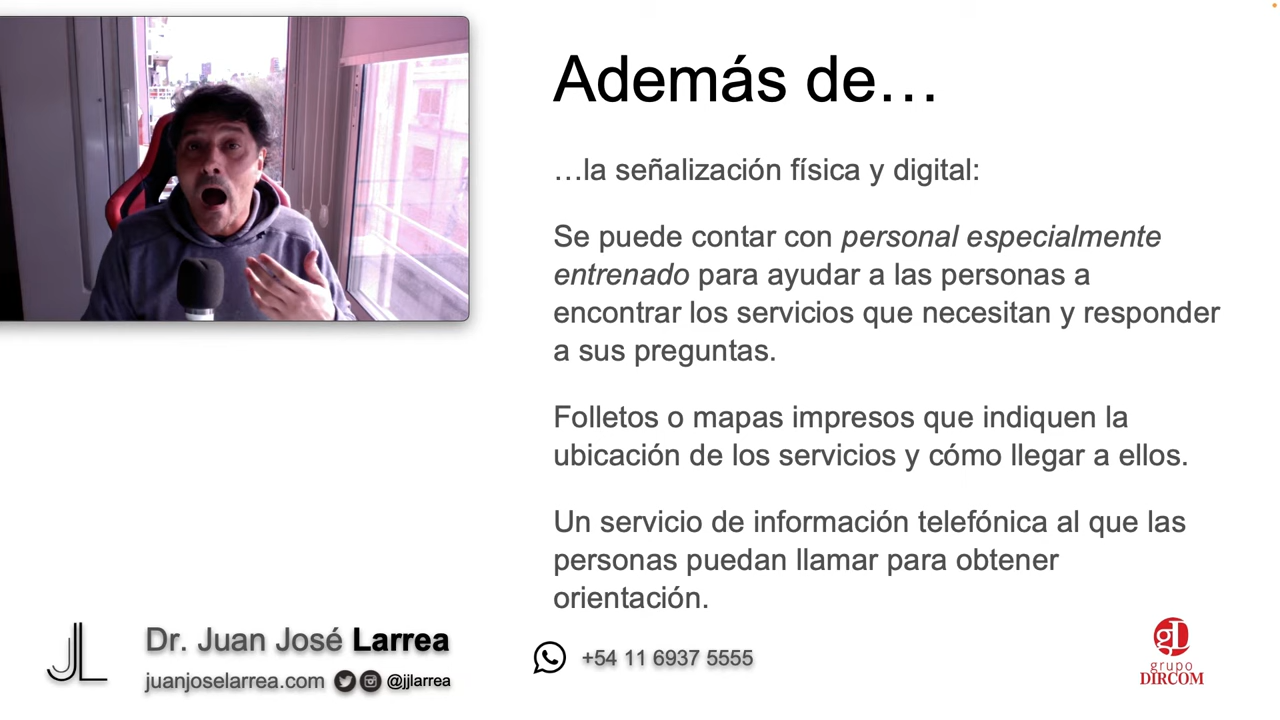 Además de…
…la señalización física y digital:
Se puede contar con personal especialmente
entrenado para ayudar a las personas a
encontrar los servicios que necesitan y responder
a sus preguntas.
Folletos o mapas impresos que indiquen la
ubicación de los servicios y cómo llegar a ellos.
Un servicio de información telefónica al que las
personas puedan llamar para obtener
orientación.
JL
Dr. Juan José Larrea
juanjoselarrea.com @jjlarrea
+54 11 6937 5555
gD
grupo
DIRCOM